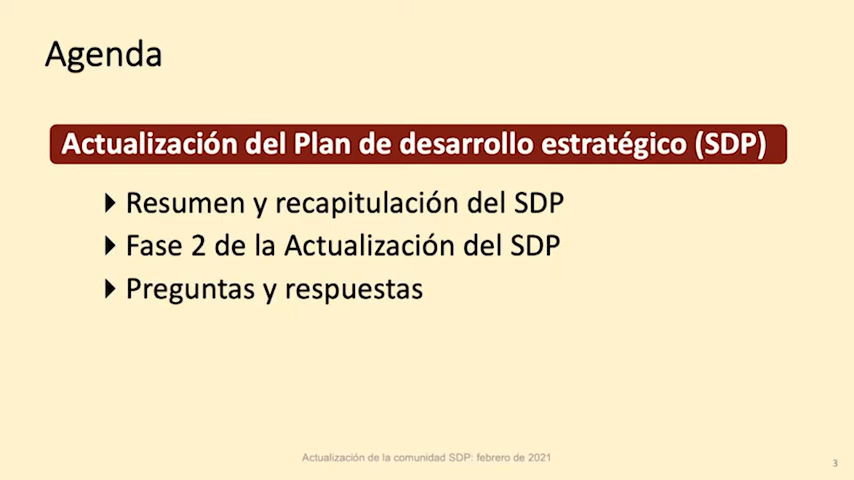 Agenda
Actualización del Plan de desarrollo estratégico (SDP)
Resumen y recapitulación del SDP
Fase 2 de la Actualización del SDP
Preguntas y respuestas
Actualización de la comunidad SDP: febrero de 2021
3